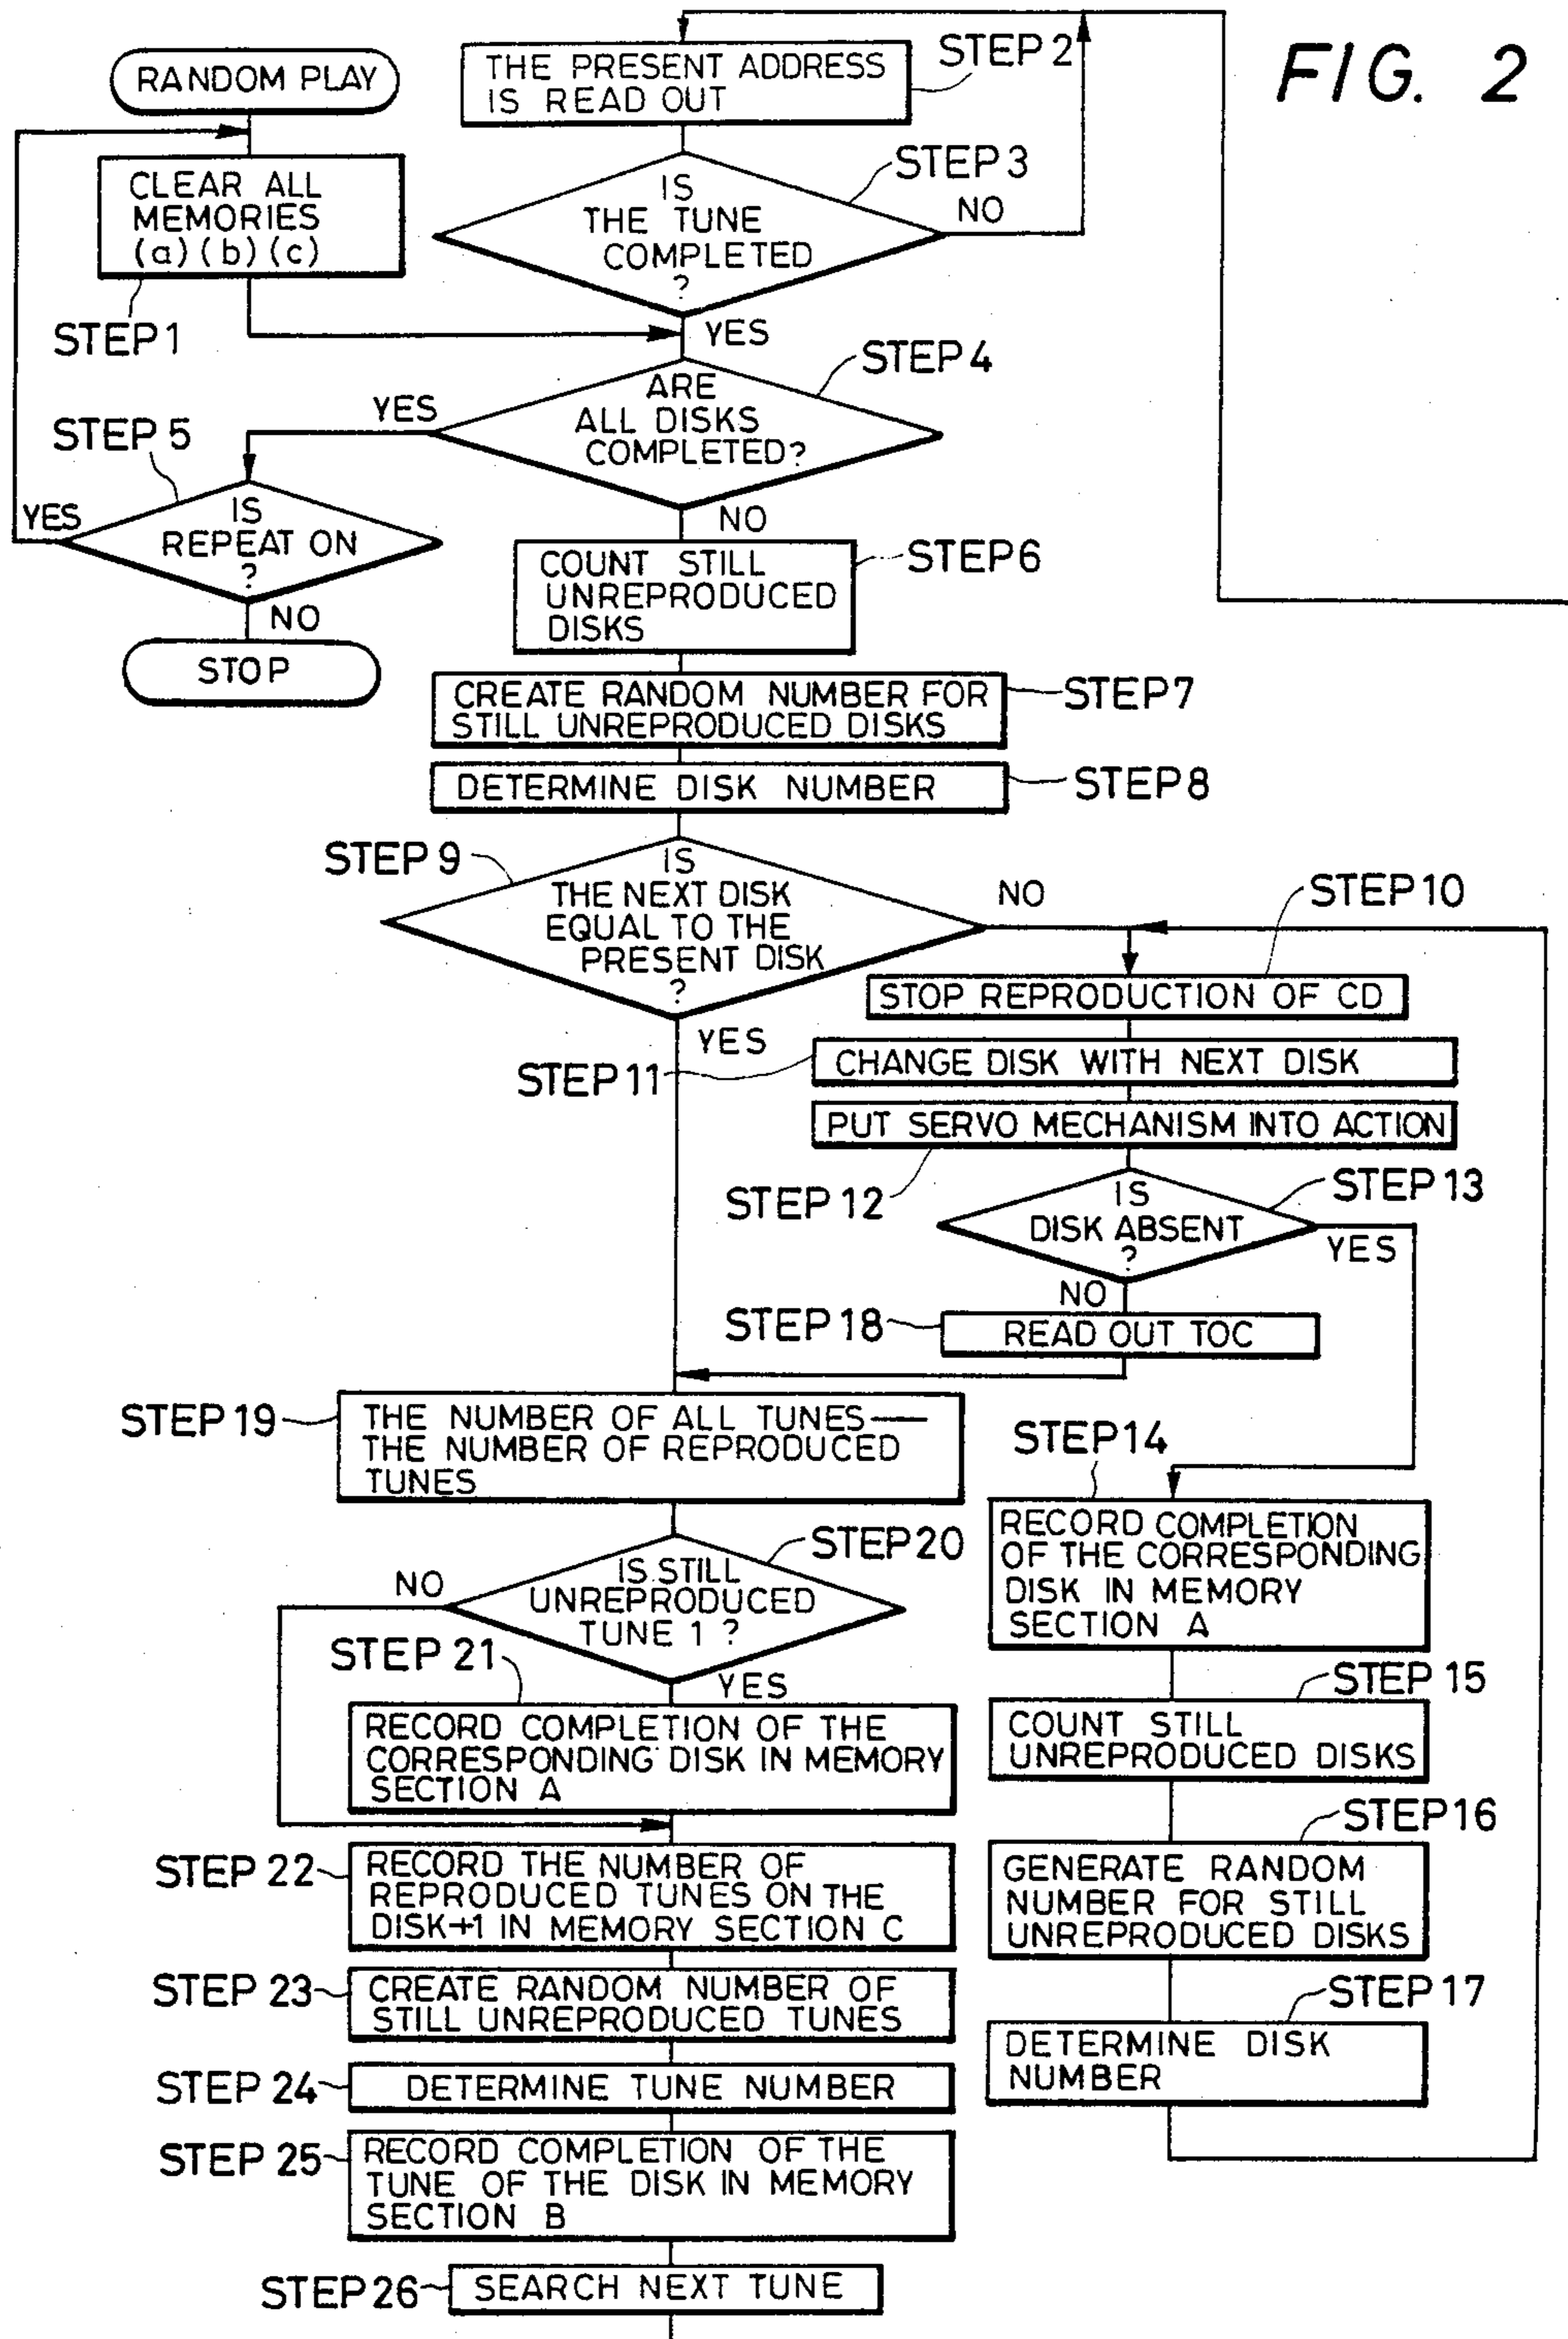 FIG. 2
RANDOM PLAY
CLEAR ALL
MEMORIES
(a) (b) (c)
STEP 1
THE PRESENT ADDRESS
IS READ OUT
STEP 2
IS
THE TUNE
COMPLETED
?
STEP 3
NO
YES
ARE
ALL DISKS
COMPLETED?
STEP 4
YES
NO
STEP 5
IS
REPEAT ON
?
YES
NO
STOP
COUNT STILL
UNREPRODUCED
DISKS
STEP 6
CREATE RANDOM NUMBER FOR
STILL UNREPRODUCED DISKS
STEP 7
DETERMINE DISK NUMBER
STEP 8
STEP 9
IS
THE NEXT DISK
EQUAL TO THE
PRESENT DISK
?
NO
YES
STEP 10
STOP REPRODUCTION OF CD
STEP 11
CHANGE DISK WITH NEXT DISK
PUT SERVO MECHANISM INTO ACTION
STEP 12
IS
DISK ABSENT
?
STEP 13
YES
NO
STEP 18
READ OUT TOC
STEP 19
THE NUMBER OF ALL TUNES —
THE NUMBER OF REPRODUCED
TUNES
STEP 14
RECORD COMPLETION
OF THE CORRESPONDING
DISK IN MEMORY
SECTION A
STEP 20
IS STILL
UNREPRODUCED
TUNE 1 ?
NO
YES
STEP 21
RECORD COMPLETION OF THE
CORRESPONDING DISK IN MEMORY
SECTION A
STEP 15
COUNT STILL
UNREPRODUCED DISKS
STEP 16
GENERATE RANDOM
NUMBER FOR STILL
UNREPRODUCED DISKS
STEP 22
RECORD THE NUMBER OF
REPRODUCED TUNES ON THE
DISK+1 IN MEMORY SECTION C
STEP 23
CREATE RANDOM NUMBER OF
STILL UNREPRODUCED TUNES
STEP 17
DETERMINE DISK
NUMBER
STEP 24
DETERMINE TUNE NUMBER
STEP 25
RECORD COMPLETION OF THE
TUNE OF THE DISK IN MEMORY
SECTION B
STEP 26
SEARCH NEXT TUNE